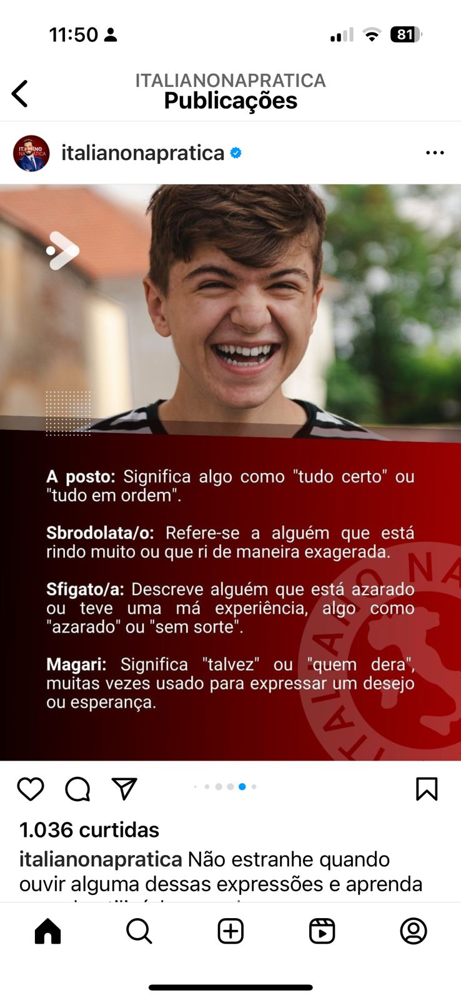 11:50
81
ITALIANONAPRATICA
Publicações
italianonapratica
A posto: Significa algo como "tudo certo" ou
"tudo em ordem".
Sbrodolata/o: Refere-se a alguém que está
rindo muito ou que ri de maneira exagerada.
Sfigato/a: Descreve alguém que está azarado
ou teve uma má experiência, algo como
"azarado" ou "sem sorte".
Magari: Significa "talvez" ou "quem dera",
muitas vezes usado para expressar um desejo
ou esperança.
ITALIANO NA
1.036 curtidas
italianonapratica Não estranhe quando
ouvir alguma dessas expressões e aprenda